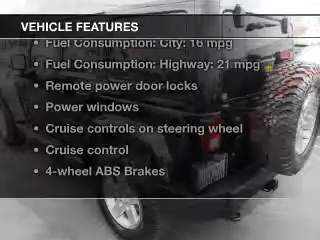 VEHICLE FEATURES
• Fuel Consumption: City: 16 mpg
• Fuel Consumption: Highway: 21 mpg
• Remote power door locks
• Power windows
• Cruise controls on steering wheel
• Cruise control
• 4-wheel ABS Brakes